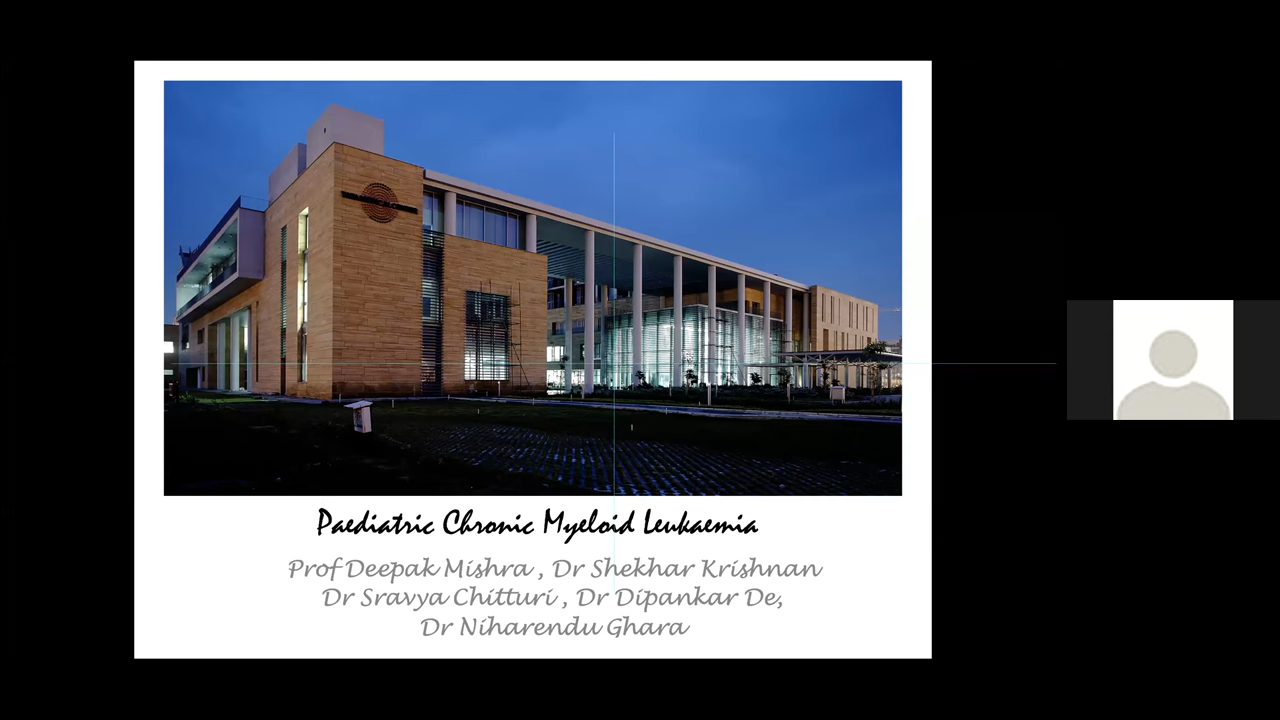 Paediatric Chronic Myeloid Leukaemia
Prof Deepak Mishra , Dr Shekhar Krishnan
Dr Sravya Chitturi , Dr Dipankar De,
Dr Niharendu Ghara